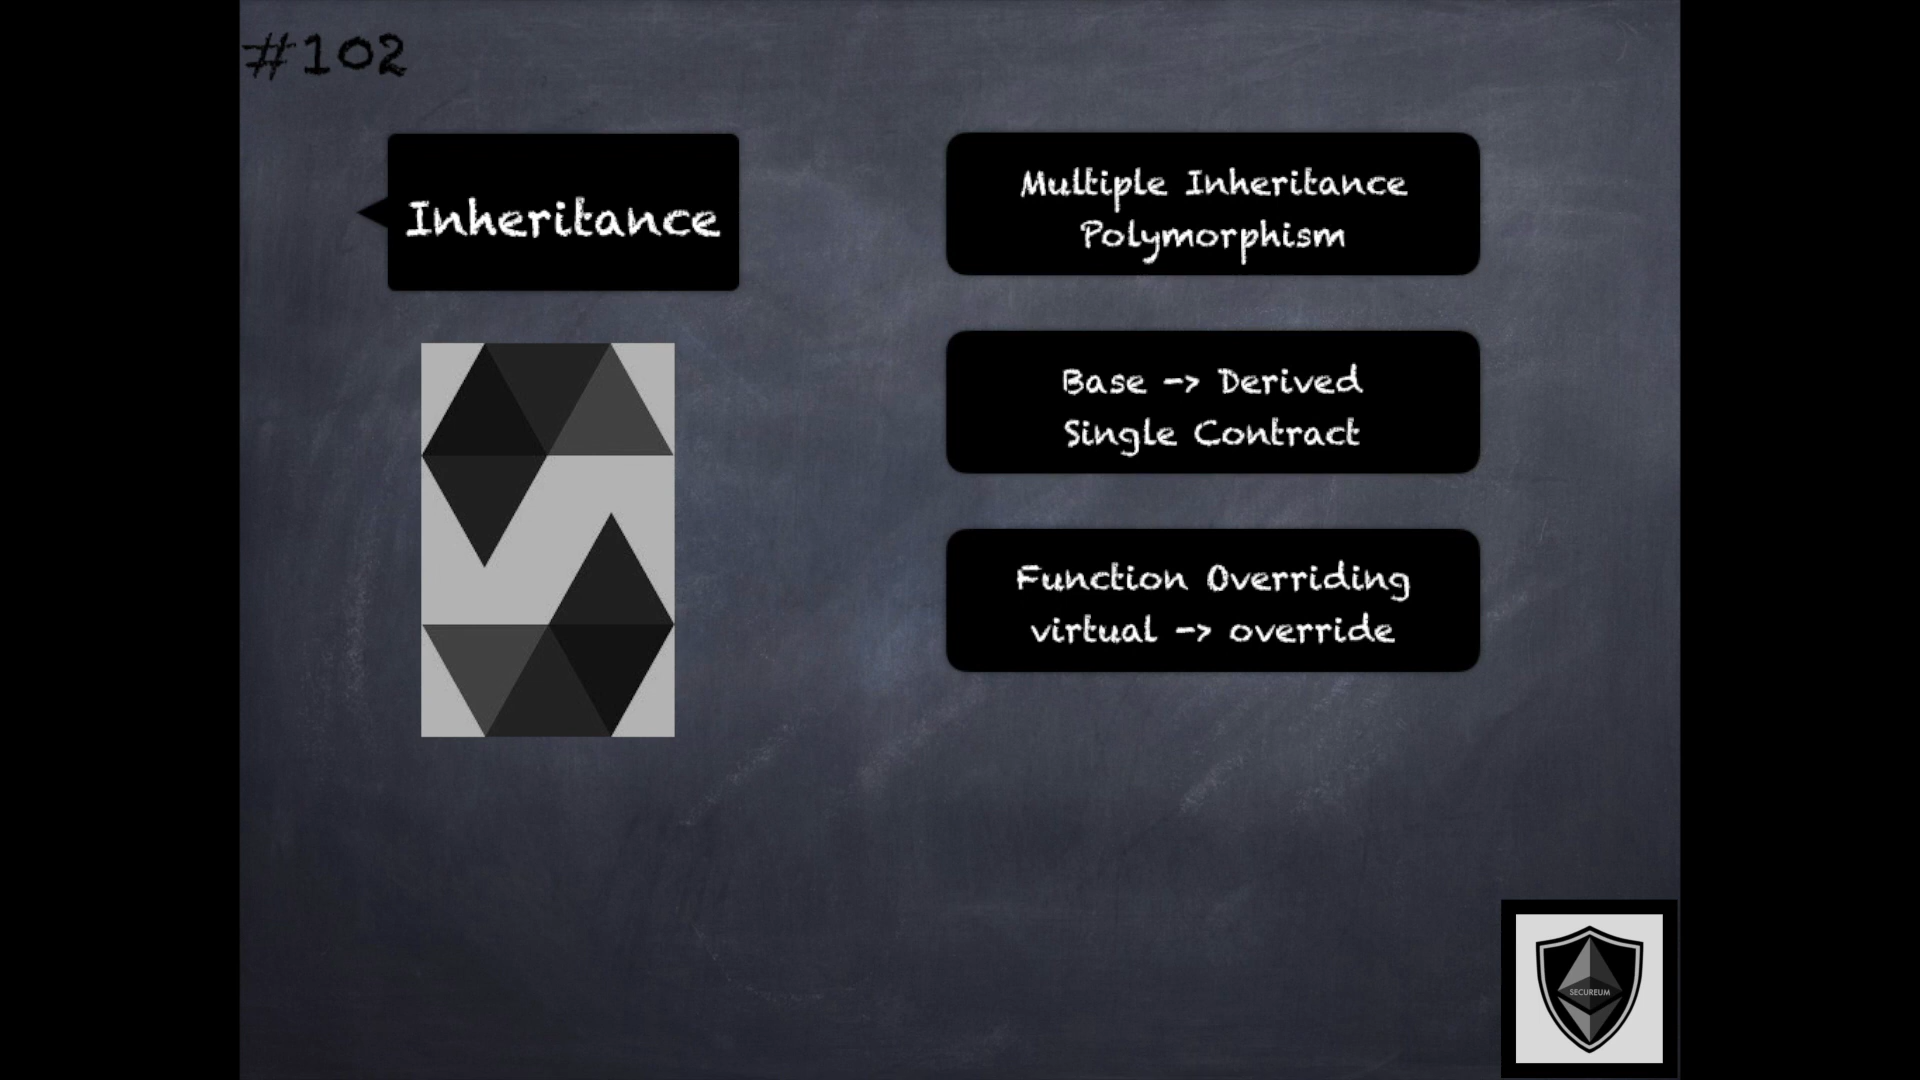 #102
Inheritance
Multiple Inheritance
Polymorphism
Base -> Derived
Single Contract
Function Overriding
virtual -> override
SECUREUM